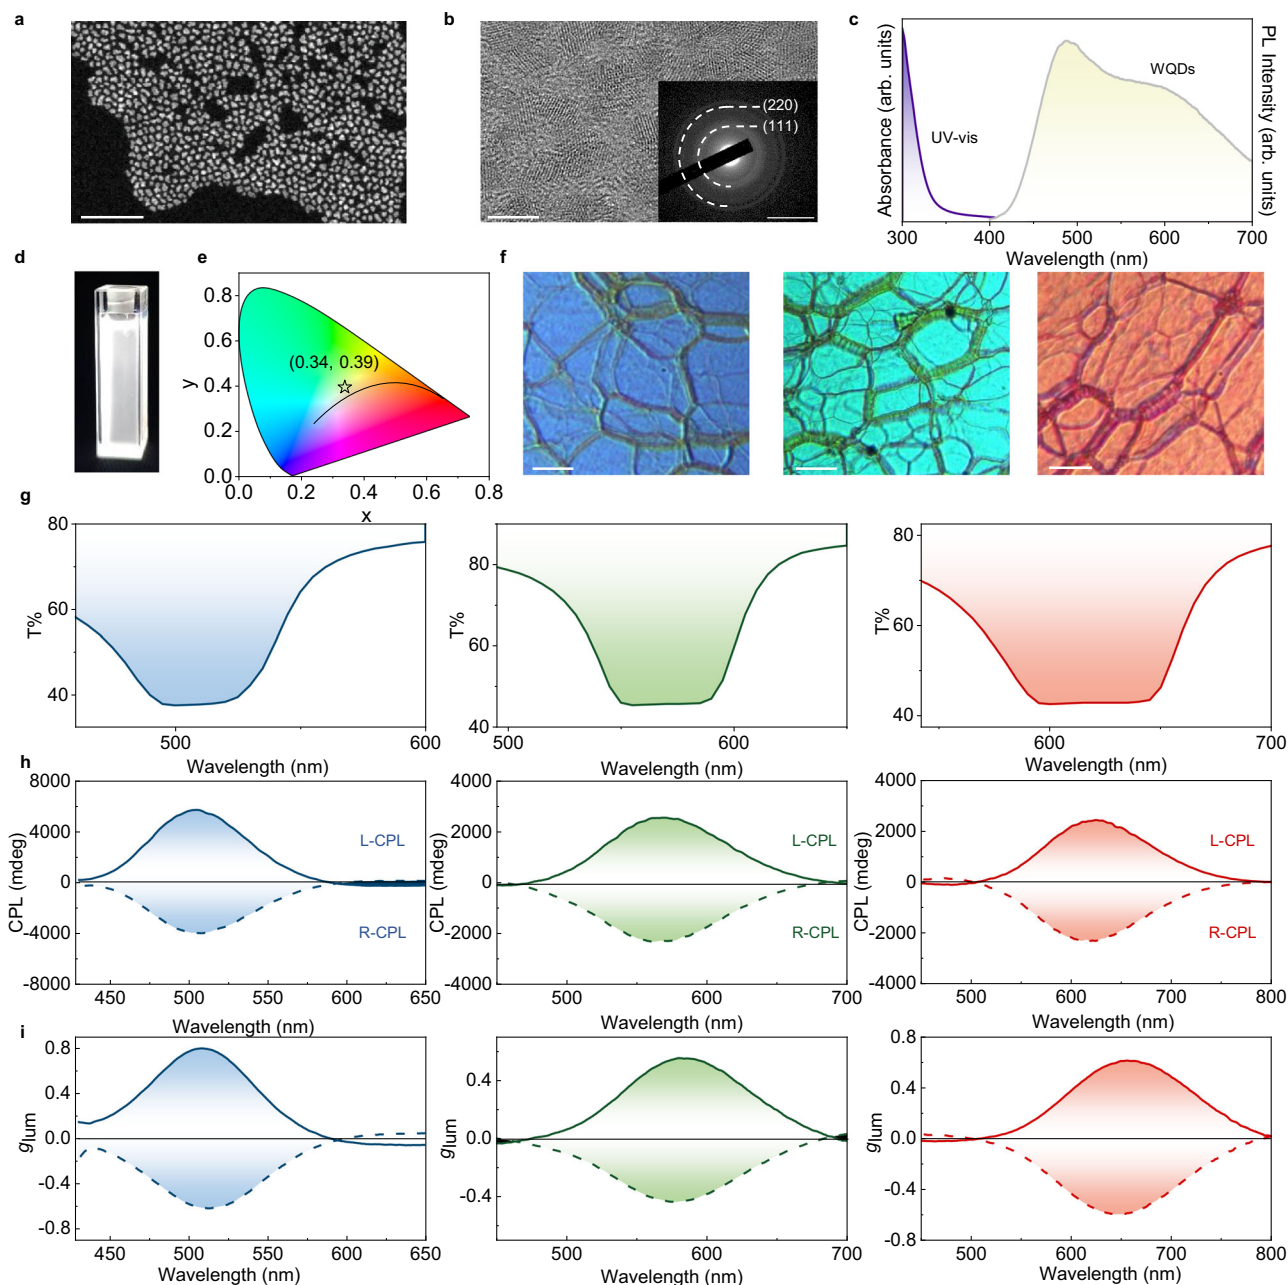 a
b
(220)
(111)
c
Absorbance (arb. units)
PL Intensity (arb. units)
UV-vis
WQDs
300 400 500 600 700
Wavelength (nm)
d
e
(0.34, 0.39)
y
0.8
0.6
0.4
0.2
0.0
0.0 0.2 0.4 0.6 0.8
x
f
g
T%
80
60
40
500 600
Wavelength (nm)
T%
80
60
40
500 600
Wavelength (nm)
T%
80
60
40
600 700
Wavelength (nm)
h
CPL (mdeg)
8000
4000
0
-4000
-8000
L-CPL
R-CPL
450 500 550 600 650
Wavelength (nm)
CPL (mdeg)
4000
2000
0
-2000
-4000
L-CPL
R-CPL
500 600 700
Wavelength (nm)
CPL (mdeg)
4000
2000
0
-2000
-4000
L-CPL
R-CPL
500 600 700 800
Wavelength (nm)
i
glum
0.8
0.4
0.0
-0.4
-0.8
450 500 550 600 650
Wavelength (nm)
glum
0.4
0.0
-0.4
500 600 700
Wavelength (nm)
glum
0.8
0.4
0.0
-0.4
-0.8
500 600 700 800
Wavelength (nm)